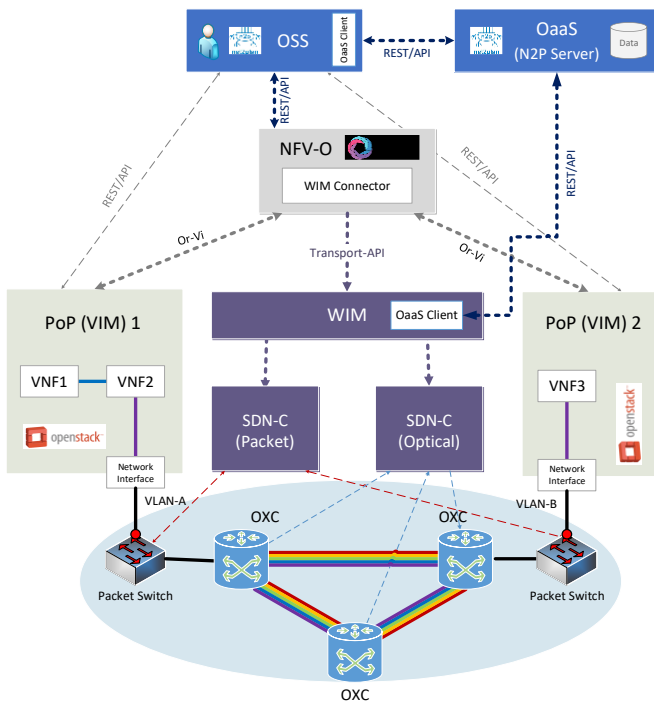 OSS
OaaS Client
REST/API
OaaS
(N2P Server)
Data
REST/API
NFV-O
WIM Connector
REST/API
REST/API
REST/API
Or-Vi
Transport-API
Or-Vi
PoP (VIM) 1
WIM
OaaS Client
PoP (VIM) 2
VNF1
VNF2
VNF3
openstack
SDN-C
(Packet)
SDN-C
(Optical)
openstack
Network
Interface
Network
Interface
VLAN-A
VLAN-B
OXC
OXC
Packet Switch
Packet Switch
OXC